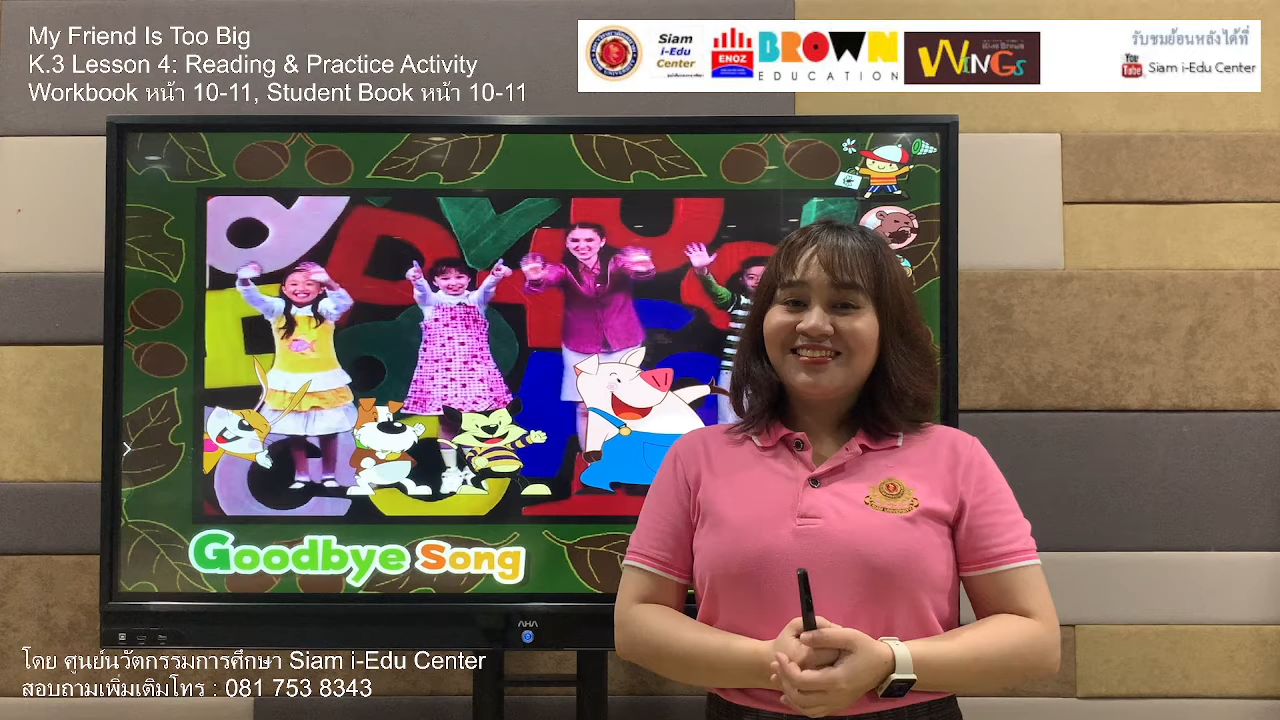 My Friend Is Too Big
K.3 Lesson 4: Reading & Practice Activity
Workbook หน้า 10-11, Student Book หน้า 10-11
Siam
i-Edu
Center
ENOZ
BROWN
EDUCATION
WINGS
รับชมย้อนหลังได้ที่
You
Tube
Siam i-Edu Center
Goodbye Song
AHA
โดย ศูนย์นวัตกรรมการศึกษา Siam i-Edu Center
สอบถามเพิ่มเติมโทร : 081 753 8343